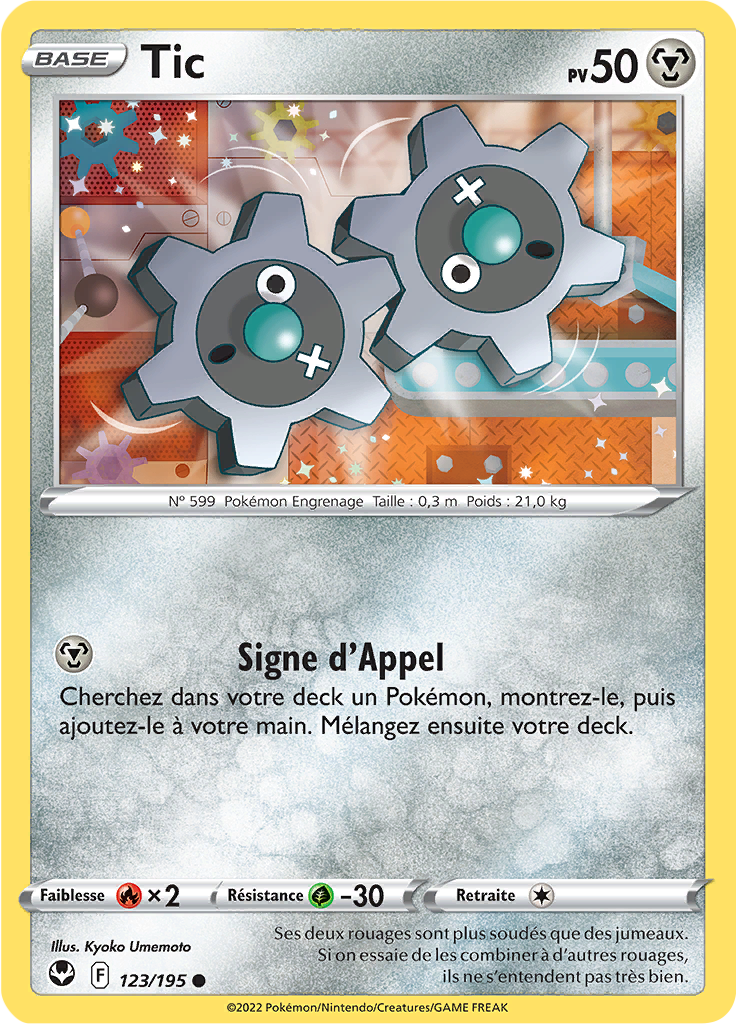 BASE Tic PV 50
N° 599 Pokémon Engrenage Taille : 0,3 m Poids : 21,0 kg
Signe d’Appel
Cherchez dans votre deck un Pokémon, montrez-le, puis
ajoutez-le à votre main. Mélangez ensuite votre deck.
Faiblesse ×2 Résistance -30 Retraite
Illus. Kyoko Umemoto
F 123/195
Ses deux rouages sont plus soudés que des jumeaux.
Si on essaie de les combiner à d’autres rouages,
ils ne s’entendent pas très bien.
©2022 Pokémon/Nintendo/Creatures/GAME FREAK